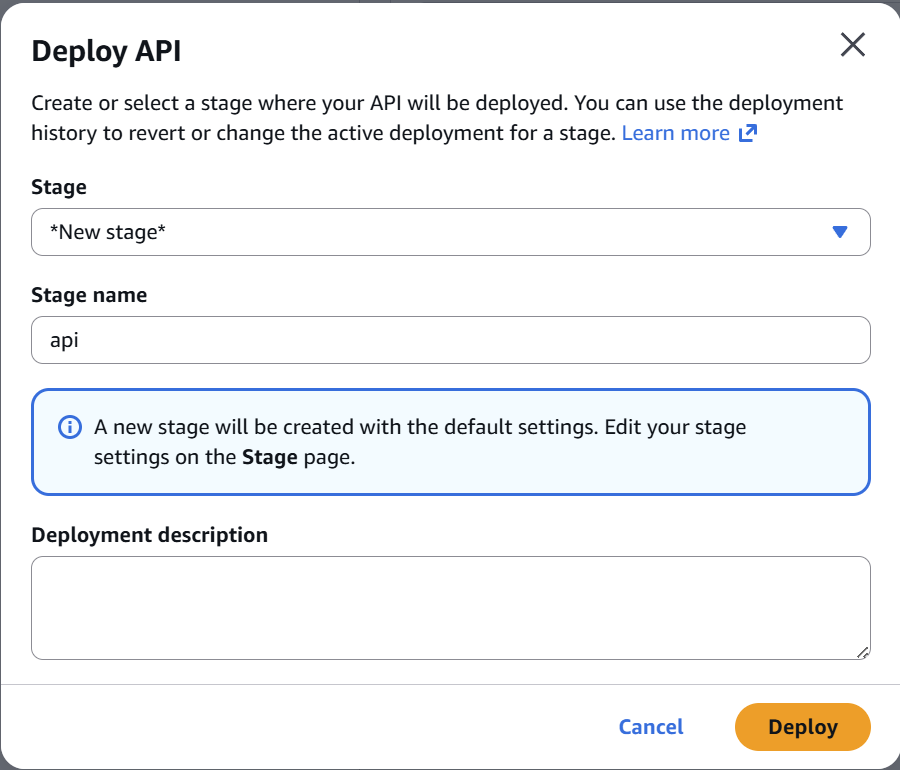 Deploy API
Create or select a stage where your API will be deployed. You can use the deployment
history to revert or change the active deployment for a stage. Learn more
Stage
*New stage*
Stage name
api
A new stage will be created with the default settings. Edit your stage
settings on the Stage page.
Deployment description
Cancel
Deploy